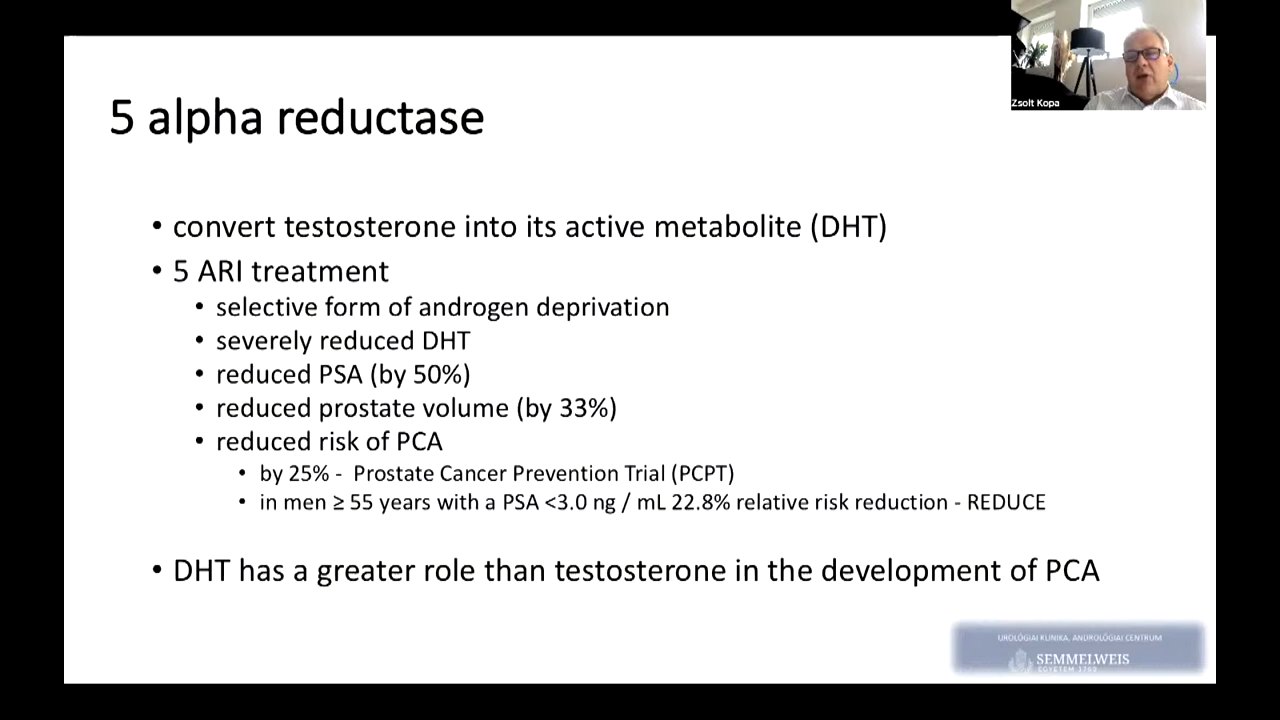 Zsolt Kopa
5 alpha reductase
• convert testosterone into its active metabolite (DHT)
• 5 ARI treatment
• selective form of androgen deprivation
• severely reduced DHT
• reduced PSA (by 50%)
• reduced prostate volume (by 33%)
• reduced risk of PCA
• by 25% - Prostate Cancer Prevention Trial (PCPT)
• in men ≥ 55 years with a PSA <3.0 ng / mL 22.8% relative risk reduction - REDUCE
• DHT has a greater role than testosterone in the development of PCA
UROLÓGIAI KLINIKA, ANDROLÓGIAI CENTRUM
SEMMELWEIS
EGYETEM 1769